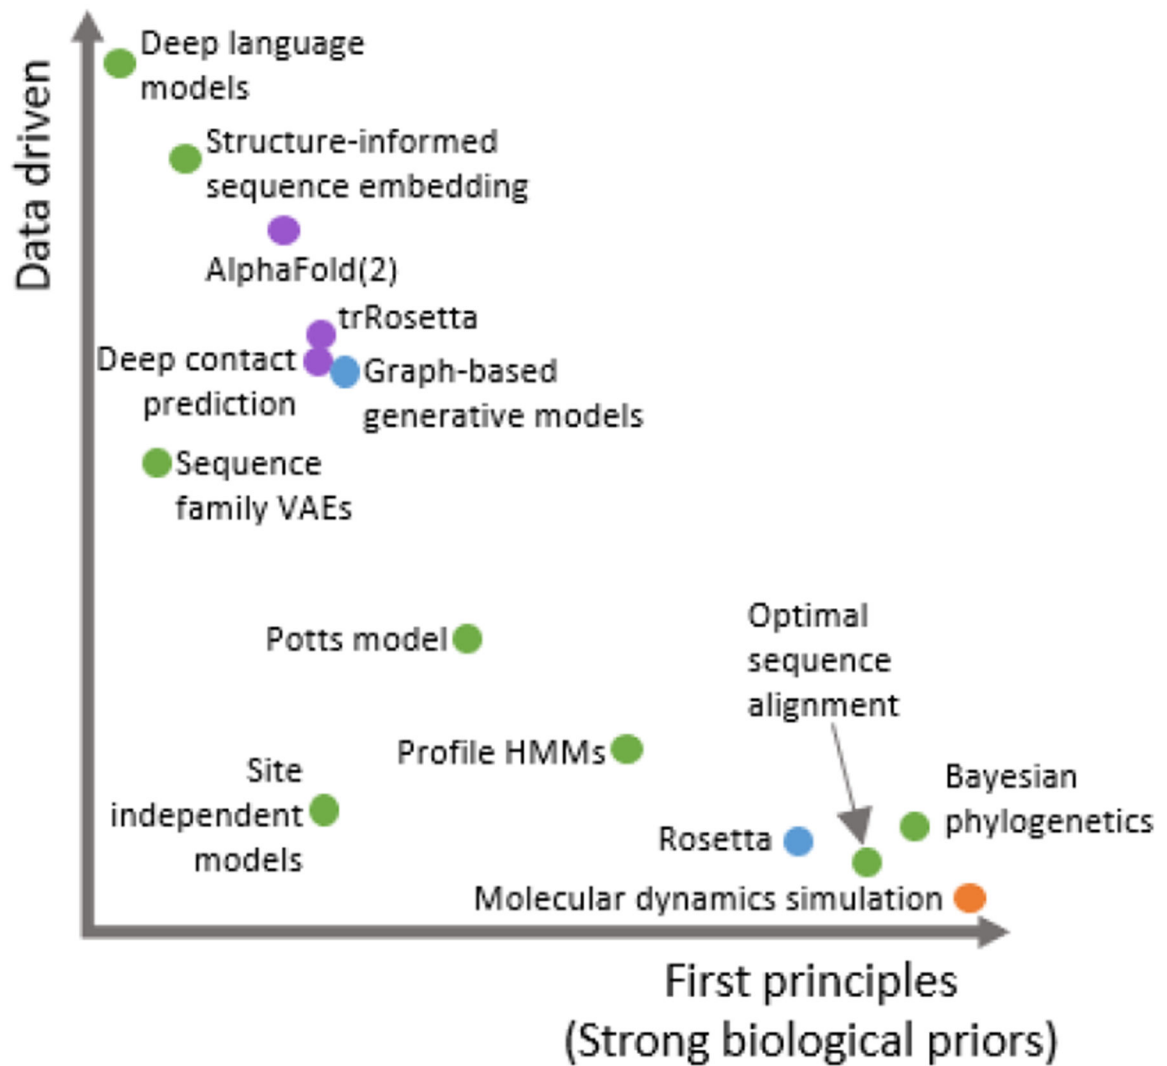 Deep language
models
Data driven
Structure-informed
sequence embedding
AlphaFold(2)
trRosetta
Deep contact
prediction
Graph-based
generative models
Sequence
family VAEs
Potts model
Optimal
sequence
alignment
Profile HMMs
Site
independent
models
Bayesian
phylogenetics
Rosetta
Molecular dynamics simulation
First principles
(Strong biological priors)